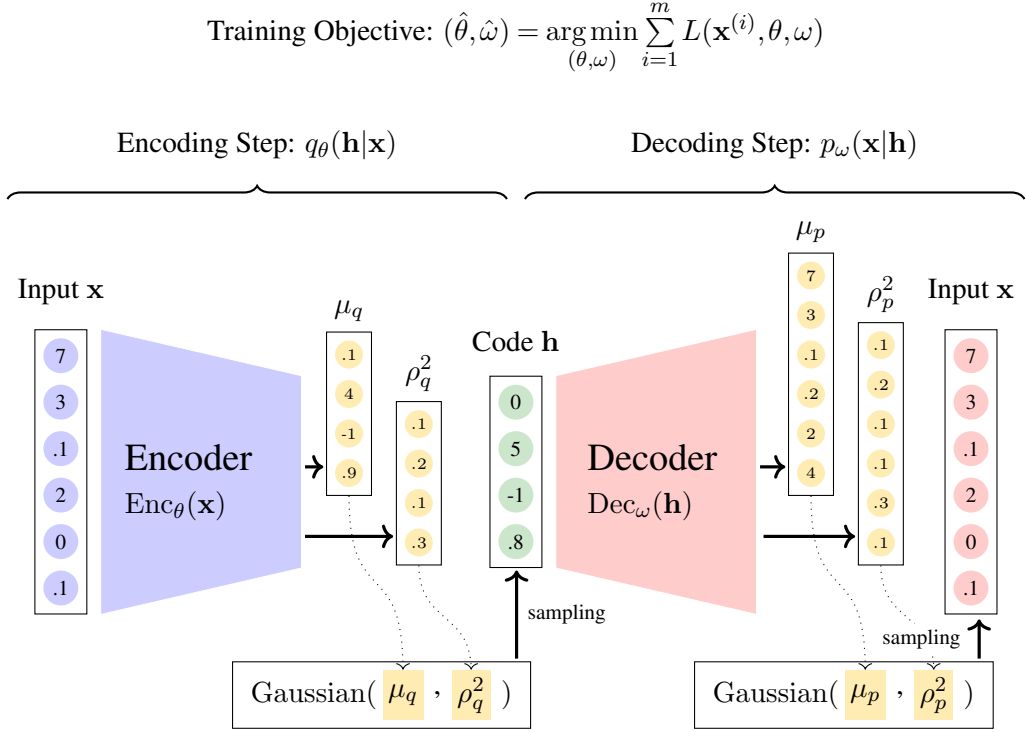 Training Objective: (θ̂, ω̂) = arg min_{(θ,ω)} ∑_{i=1}^{m} L(𝐱^{(i)}, θ, ω)
Encoding Step: q_θ(𝐡|𝐱)
Decoding Step: p_ω(𝐱|𝐡)
Input 𝐱
7
3
.1
2
0
.1
Encoder
Enc_θ(𝐱)
μ_q
.1
4
-1
.9
ρ_q^2
.1
.2
.1
.3
Gaussian( μ_q , ρ_q^2 )
sampling
Code 𝐡
0
5
-1
.8
Decoder
Dec_ω(𝐡)
μ_p
7
3
.1
.2
2
4
ρ_p^2
.1
.2
.1
.1
.3
.1
Gaussian( μ_p , ρ_p^2 )
sampling
Input 𝐱
7
3
.1
2
0
.1